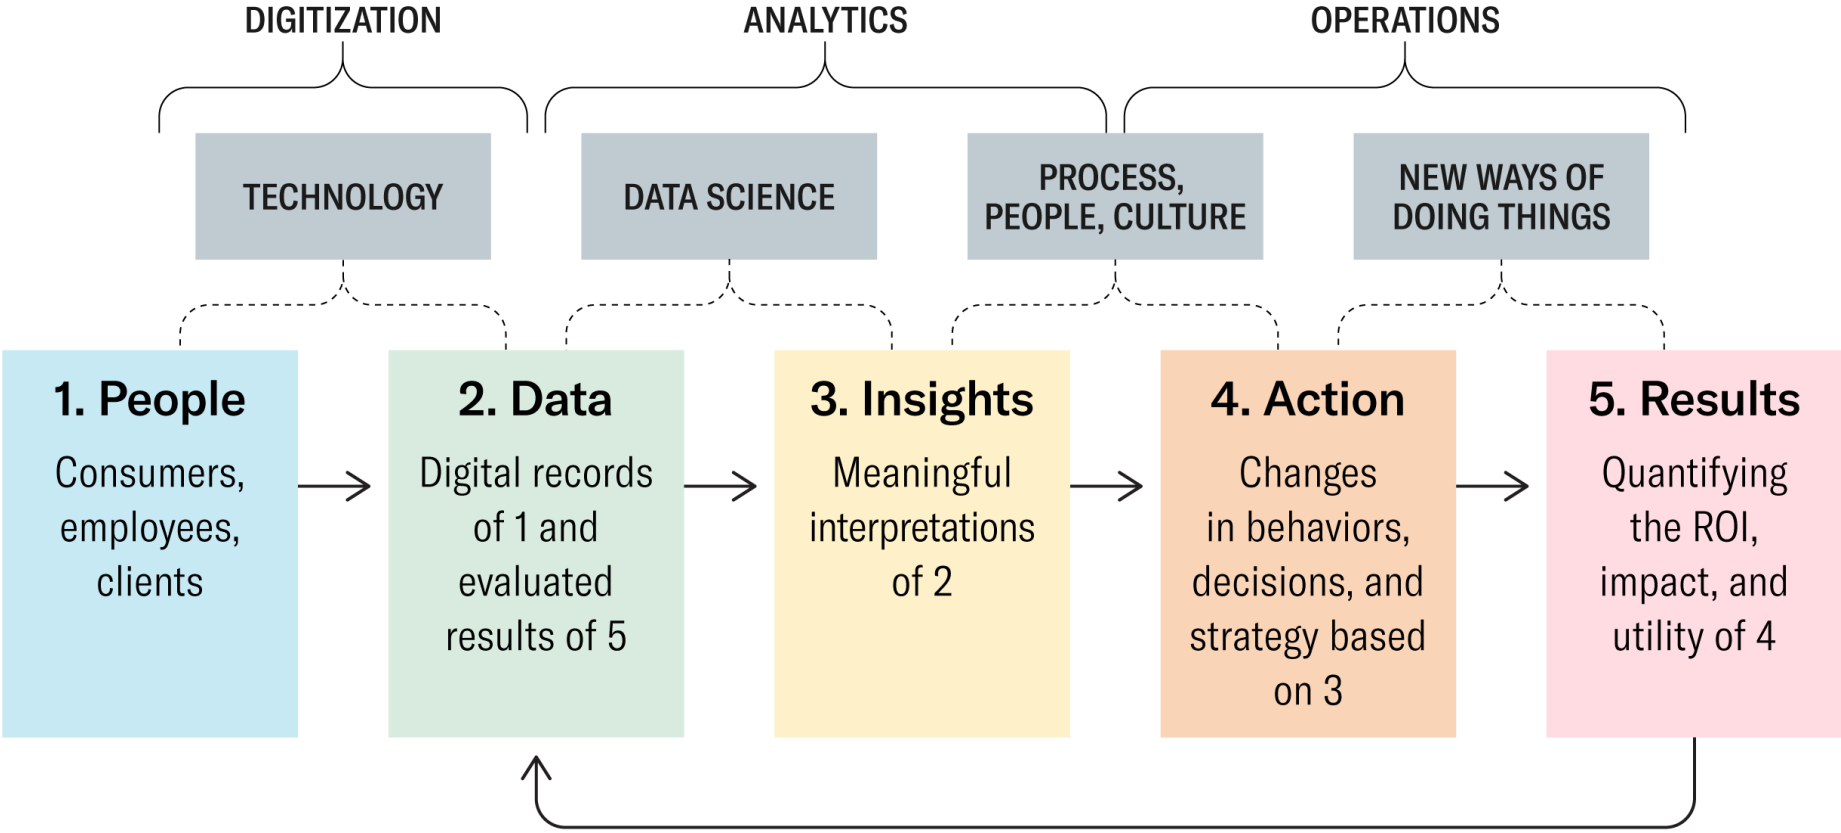 DIGITIZATION
ANALYTICS
OPERATIONS
TECHNOLOGY
DATA SCIENCE
PROCESS,
PEOPLE, CULTURE
NEW WAYS OF
DOING THINGS
1. People
Consumers,
employees,
clients
2. Data
Digital records
of 1 and
evaluated
results of 5
3. Insights
Meaningful
interpretations
of 2
4. Action
Changes
in behaviors,
decisions, and
strategy based
on 3
5. Results
Quantifying
the ROI,
impact, and
utility of 4